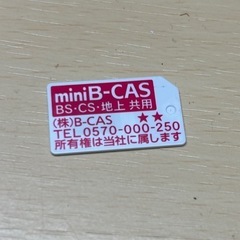 miniB-CAS
BS・CS・地上 共用
(株)B-CAS ★★
TEL 0570-000-250
所有権は当社に属します